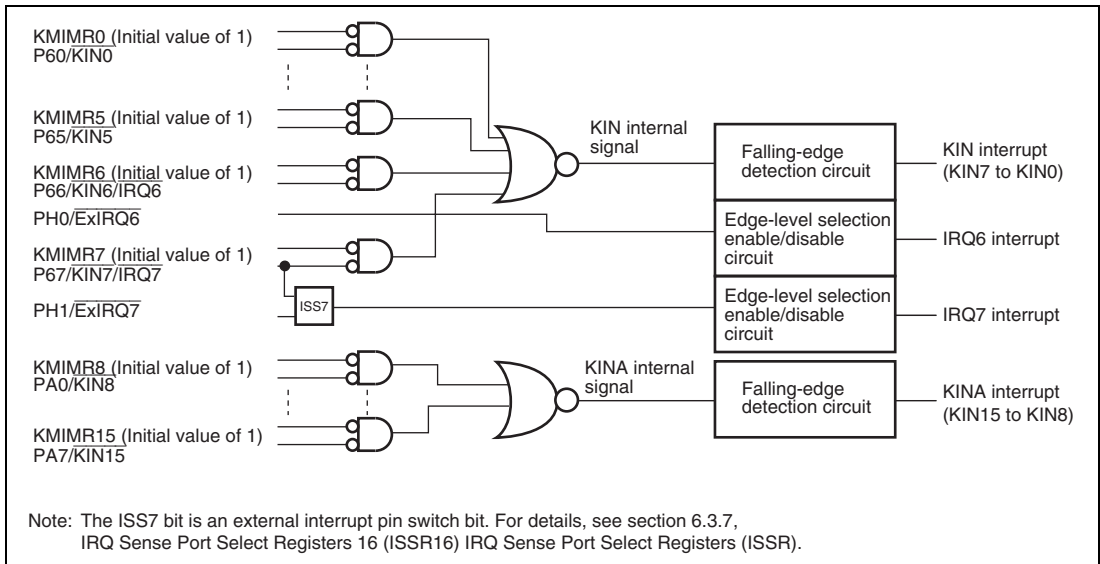 KMIMR0 (Initial value of 1)
P60/KIN0
KMIMR5 (Initial value of 1)
P65/KIN5
KMIMR6 (Initial value of 1)
P66/KIN6/IRQ6
PH0/ExIRQ6
KMIMR7 (Initial value of 1)
P67/KIN7/IRQ7
PH1/ExIRQ7
ISS7
KMIMR8 (Initial value of 1)
PA0/KIN8
KMIMR15 (Initial value of 1)
PA7/KIN15
KIN internal
signal
KINA internal
signal
Falling-edge
detection circuit
Edge-level selection
enable/disable
circuit
Edge-level selection
enable/disable
circuit
Falling-edge
detection circuit
KIN interrupt
(KIN7 to KIN0)
IRQ6 interrupt
IRQ7 interrupt
KINA interrupt
(KIN15 to KIN8)
Note: The ISS7 bit is an external interrupt pin switch bit. For details, see section 6.3.7,
IRQ Sense Port Select Registers 16 (ISSR16) IRQ Sense Port Select Registers (ISSR).